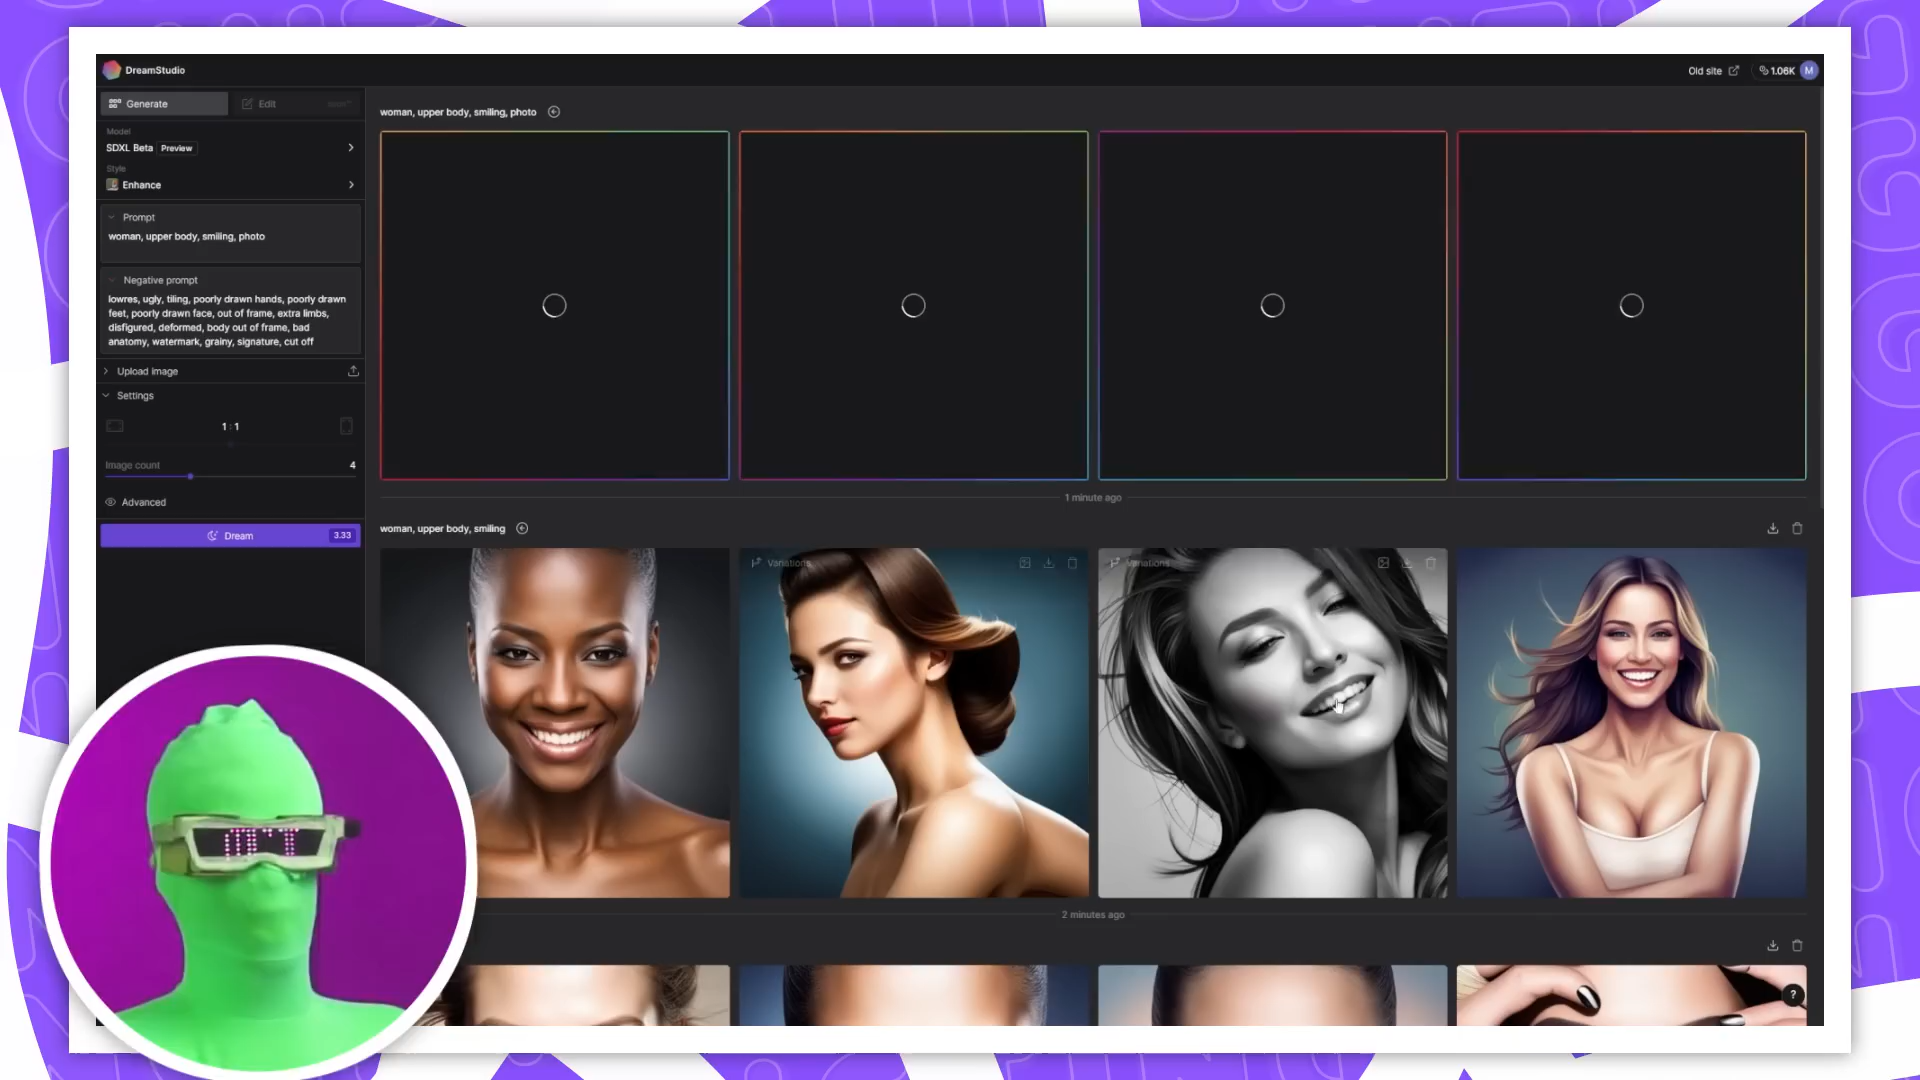 DreamStudio
Old site
1.06K
M
Generate
Edit
Model
SDXL Beta Preview
Style
Enhance
Prompt
woman, upper body, smiling, photo
Negative prompt
lowres, ugly, tiling, poorly drawn hands, poorly drawn
feet, poorly drawn face, out of frame, extra limbs,
disfigured, deformed, body out of frame, bad
anatomy, watermark, grainy, signature, cut off
Upload image
Settings
1 : 1
Image count 4
Advanced
Dream 3.33
woman, upper body, smiling, photo
1 minute ago
woman, upper body, smiling
Variations
Variations
2 minutes ago
?